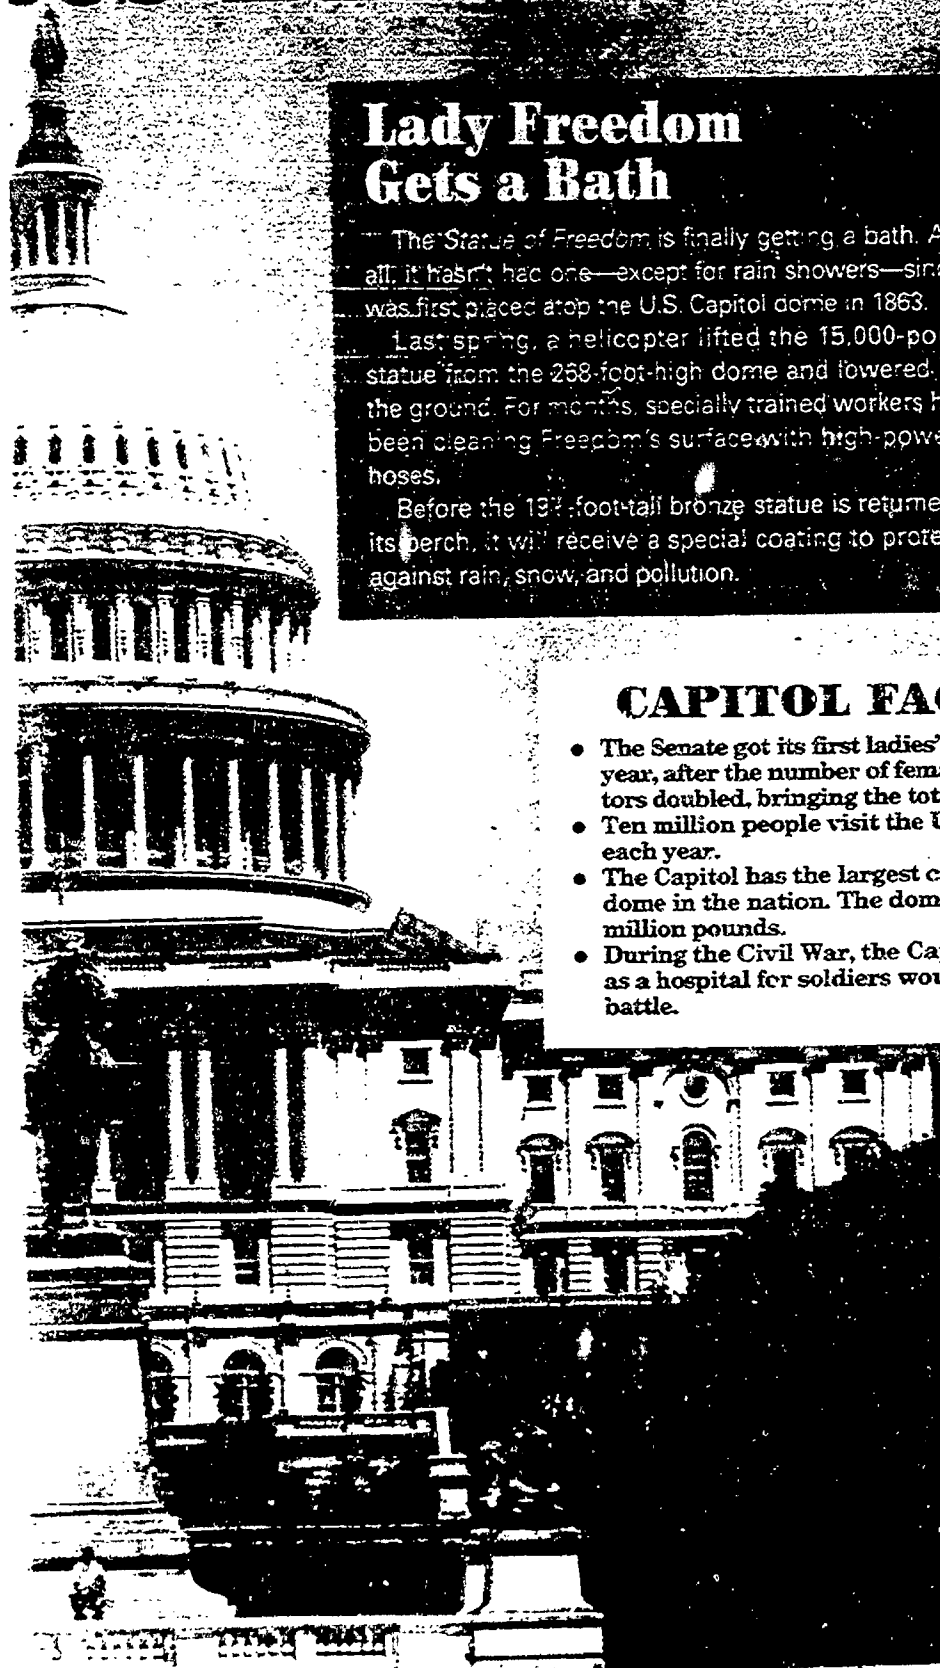 Lady Freedom
Gets a Bath
The Statue of Freedom is finally getting a bath. A
all, it hasn't had one—except for rain showers—sin
was first placed atop the U.S. Capitol dome in 1863.
Last spring, a helicopter lifted the 15,000-po
statue from the 268-foot-high dome and lowered
the ground. For months, specially trained workers h
been cleaning Freedom's surface with high-powe
hoses.
Before the -foot-tall bronze statue is returne
its perch, it will receive a special coating to prote
against rain, snow, and pollution.
CAPITOL FAC
● The Senate got its first ladies'
year, after the number of fema
tors doubled, bringing the tot
● Ten million people visit the U
each year.
● The Capitol has the largest c
dome in the nation. The dom
million pounds.
● During the Civil War, the Cap
as a hospital for soldiers wou
battle.